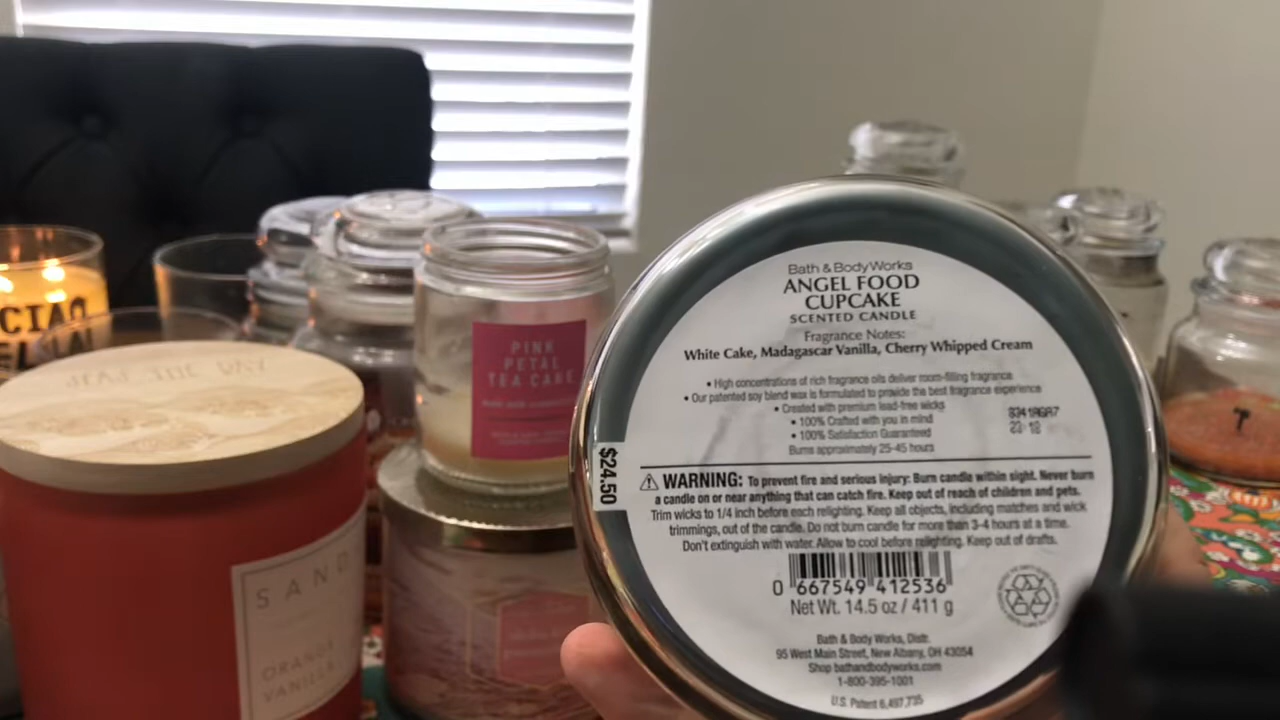 CIAO
SEAS THE DAY
SAND
ORANGE
VANILLA
PINK
PETAL
TEA CAKE
Bath & Body Works
ANGEL FOOD
CUPCAKE
SCENTED CANDLE
Fragrance Notes:
White Cake, Madagascar Vanilla, Cherry Whipped Cream
• High concentrations of rich fragrance oils deliver room-filling fragrance
• Our patented soy blend wax is formulated to provide the best fragrance experience
• Created with premium lead-free wicks
• 100% Crafted with you in mind
• 100% Satisfaction Guaranteed
Burns approximately 25-45 hours
$24.50
WARNING: To prevent fire and serious injury: Burn candle within sight. Never burn
a candle on or near anything that can catch fire. Keep out of reach of children and pets.
Trim wicks to 1/4 inch before each relighting. Keep all objects, including matches and wick
trimmings, out of the candle. Do not burn candle for more than 3-4 hours at a time.
Don't extinguish with water. Allow to cool before relighting. Keep out of drafts.
0 667549 412536
Net Wt. 14.5 oz / 411 g
Bath & Body Works, Distr.
95 West Main Street, New Albany, OH 43054
Shop bathandbodyworks.com
1-800-395-1001
U.S. Patent 6,497,735